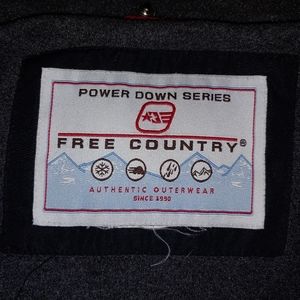 POWER DOWN SERIES
FREE COUNTRY®
AUTHENTIC OUTERWEAR
SINCE 1990